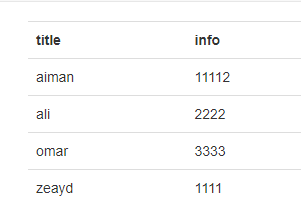 title info
aiman 11112
ali 2222
omar 3333
zeayd 1111